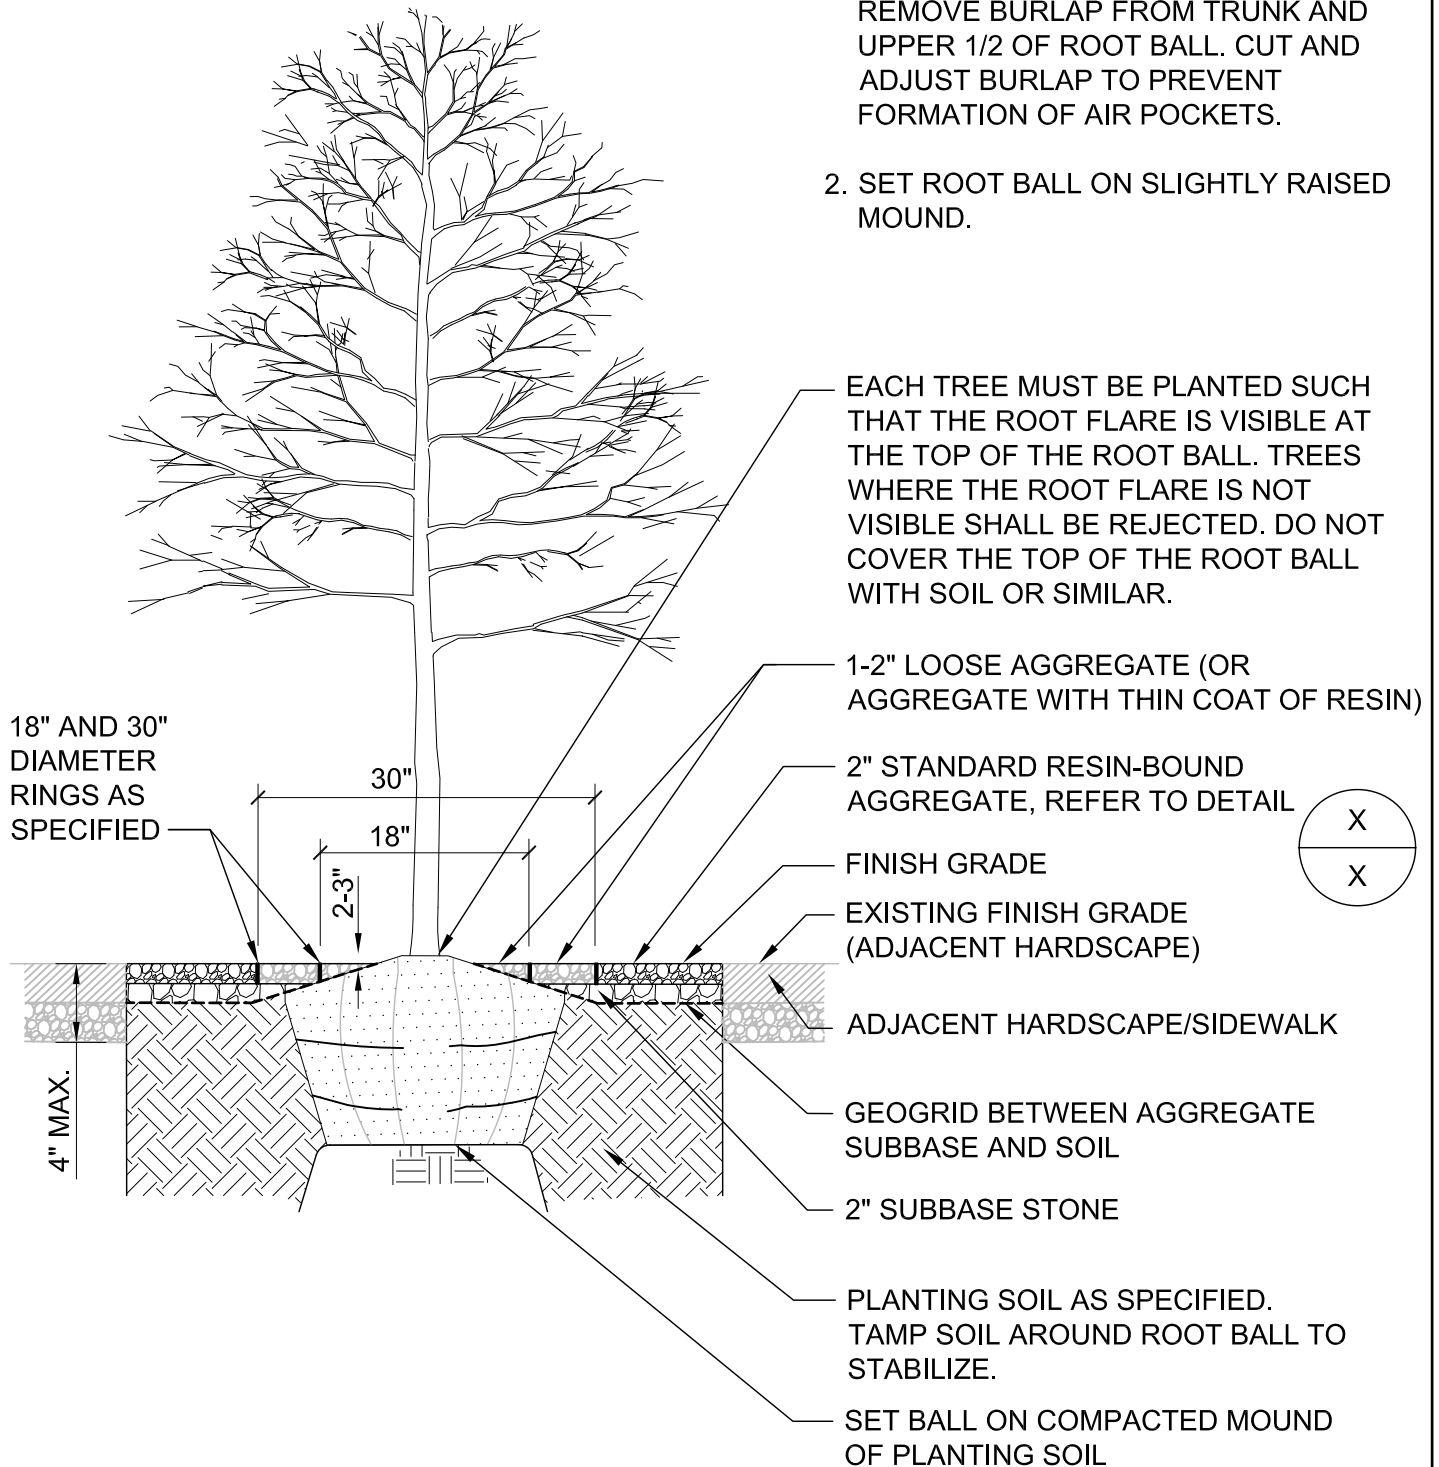 REMOVE BURLAP FROM TRUNK AND
UPPER 1/2 OF ROOT BALL. CUT AND
ADJUST BURLAP TO PREVENT
FORMATION OF AIR POCKETS.
2. SET ROOT BALL ON SLIGHTLY RAISED
MOUND.
EACH TREE MUST BE PLANTED SUCH
THAT THE ROOT FLARE IS VISIBLE AT
THE TOP OF THE ROOT BALL. TREES
WHERE THE ROOT FLARE IS NOT
VISIBLE SHALL BE REJECTED. DO NOT
COVER THE TOP OF THE ROOT BALL
WITH SOIL OR SIMILAR.
1-2" LOOSE AGGREGATE (OR
AGGREGATE WITH THIN COAT OF RESIN)
18" AND 30"
DIAMETER
RINGS AS
SPECIFIED
30"
18"
2-3"
4" MAX.
2" STANDARD RESIN-BOUND
AGGREGATE, REFER TO DETAIL
X
X
FINISH GRADE
EXISTING FINISH GRADE
(ADJACENT HARDSCAPE)
ADJACENT HARDSCAPE/SIDEWALK
GEOGRID BETWEEN AGGREGATE
SUBBASE AND SOIL
2" SUBBASE STONE
PLANTING SOIL AS SPECIFIED.
TAMP SOIL AROUND ROOT BALL TO
STABILIZE.
SET BALL ON COMPACTED MOUND
OF PLANTING SOIL